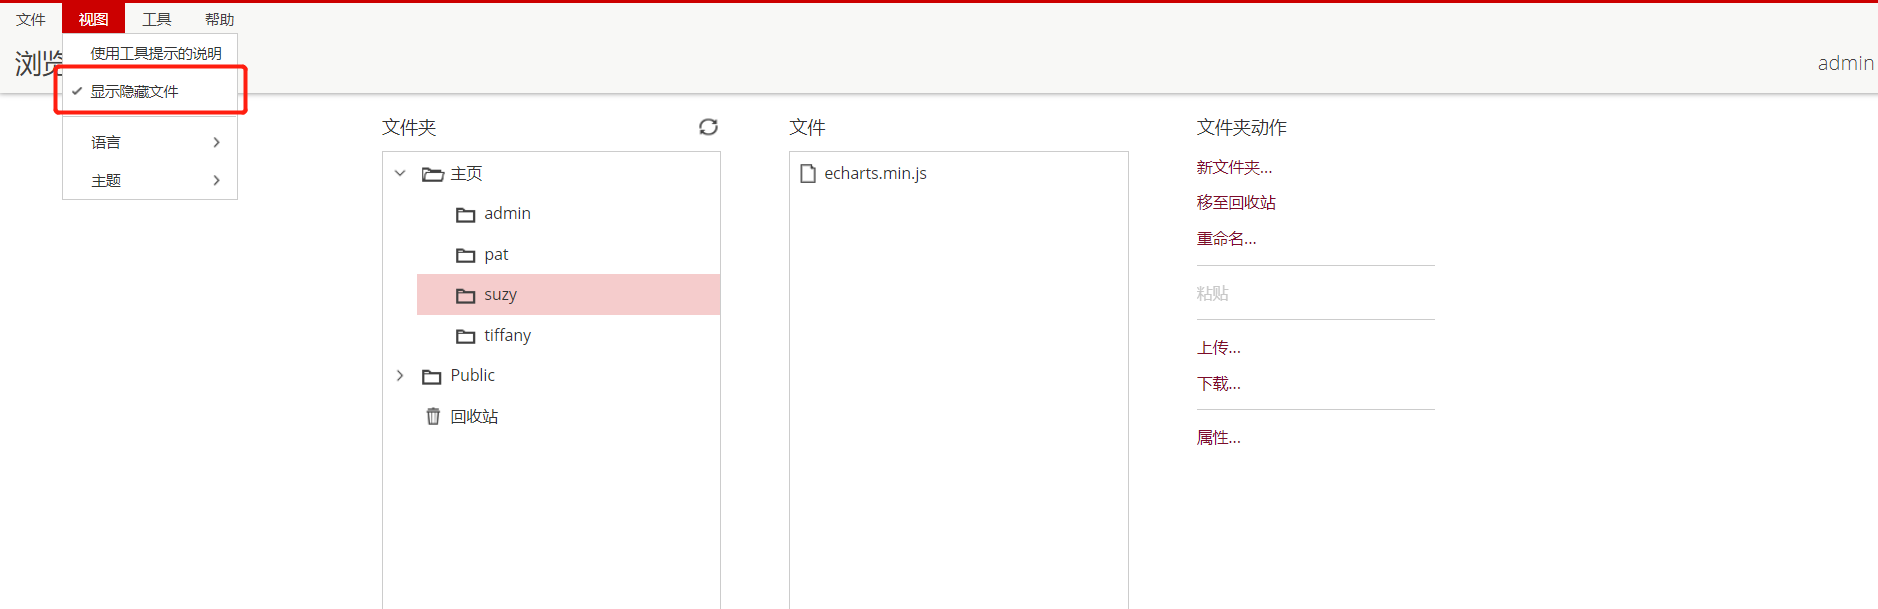 文件 视图 工具 帮助
使用工具提示的说明
浏览
admin
显示隐藏文件
语言
主题
文件夹
主页
admin
pat
suzy
tiffany
Public
回收站
文件
echarts.min.js
文件夹动作
新文件夹...
移至回收站
重命名...
粘贴
上传...
下载...
属性...